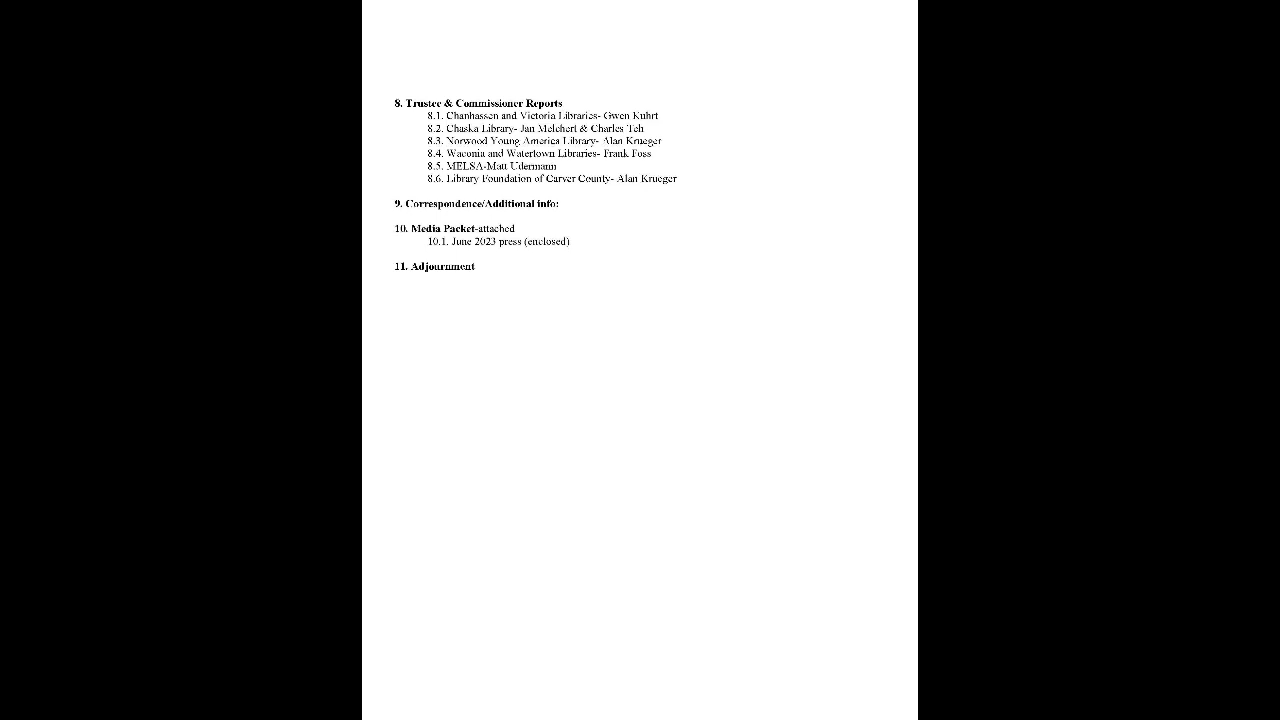 8. Trustee & Commissioner Reports
8.1. Chanhassen and Victoria Libraries- Gwen Kuhrt
8.2. Chaska Library- Jan Melchert & Charles Teh
8.3. Norwood Young America Library- Alan Krueger
8.4. Waconia and Watertown Libraries- Frank Foss
8.5. MELSA-Matt Udermann
8.6. Library Foundation of Carver County- Alan Krueger
9. Correspondence/Additional info:
10. Media Packet-attached
10.1. June 2023 press (enclosed)
11. Adjournment